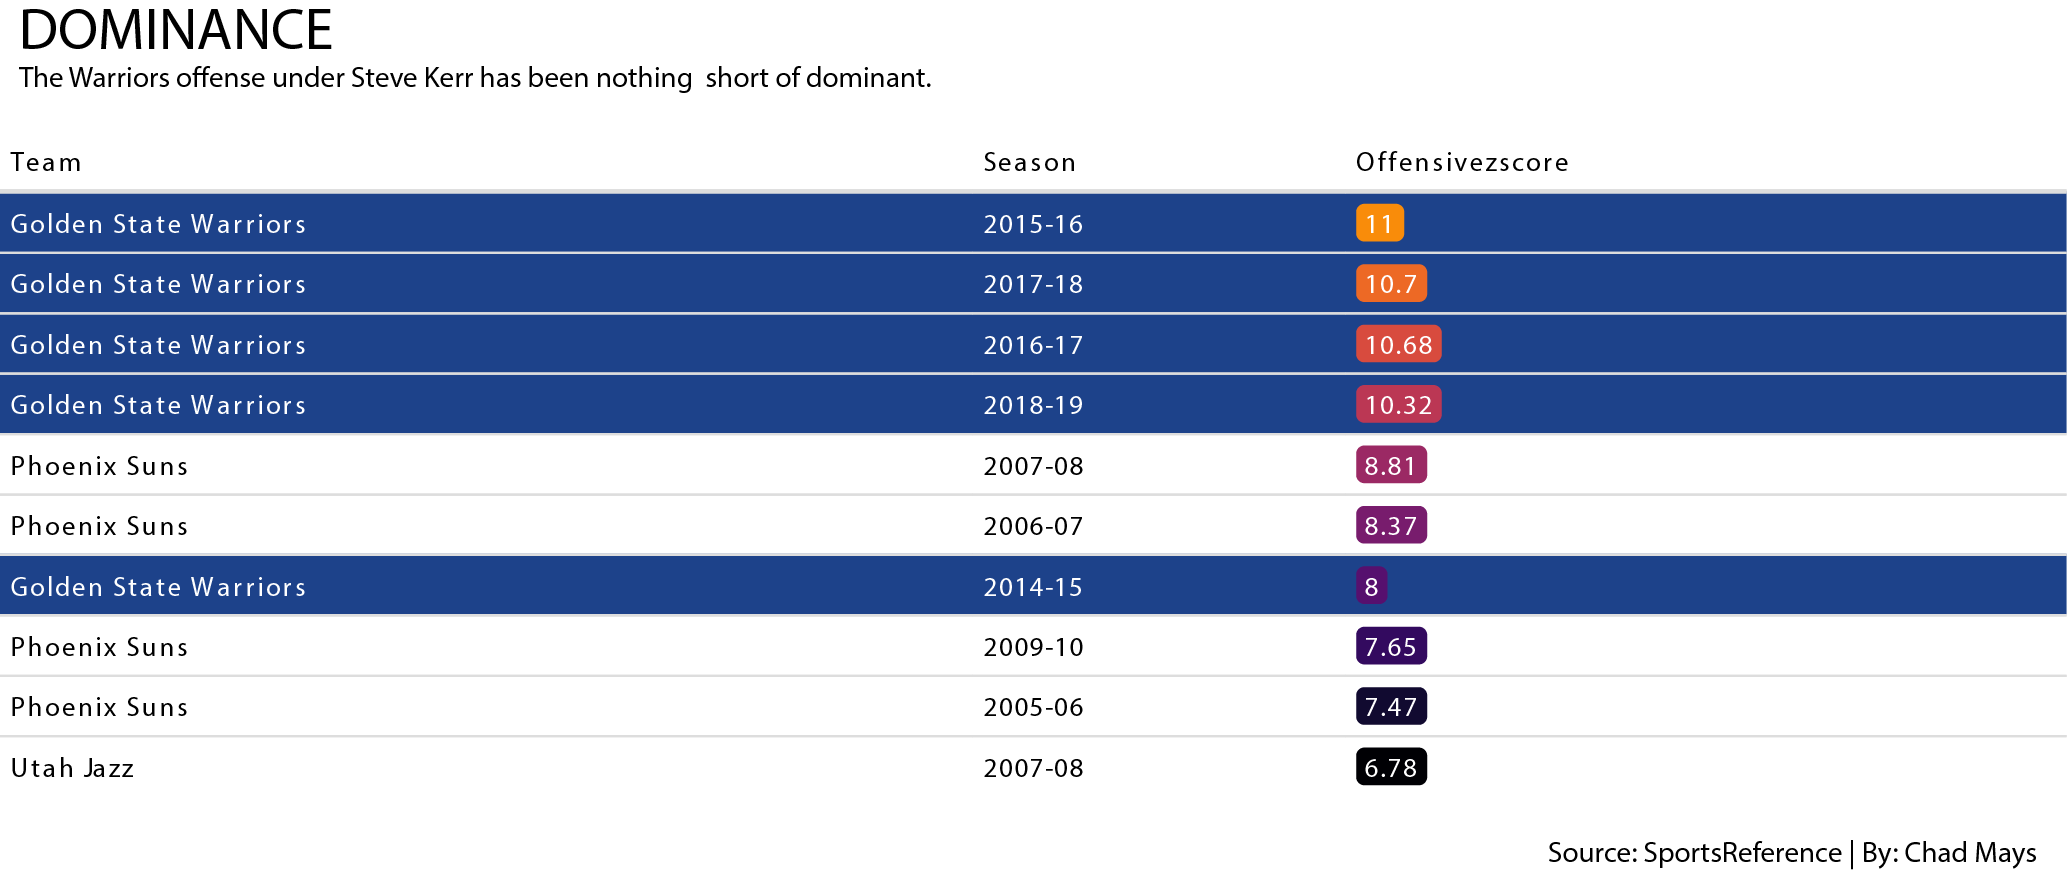 DOMINANCE
The Warriors offense under Steve Kerr has been nothing  short of dominant.
Team Season Offensivezscore
Golden State Warriors 2015-16 11
Golden State Warriors 2017-18 10.7
Golden State Warriors 2016-17 10.68
Golden State Warriors 2018-19 10.32
Phoenix Suns 2007-08 8.81
Phoenix Suns 2006-07 8.37
Golden State Warriors 2014-15 8
Phoenix Suns 2009-10 7.65
Phoenix Suns 2005-06 7.47
Utah Jazz 2007-08 6.78
Source: SportsReference | By: Chad Mays